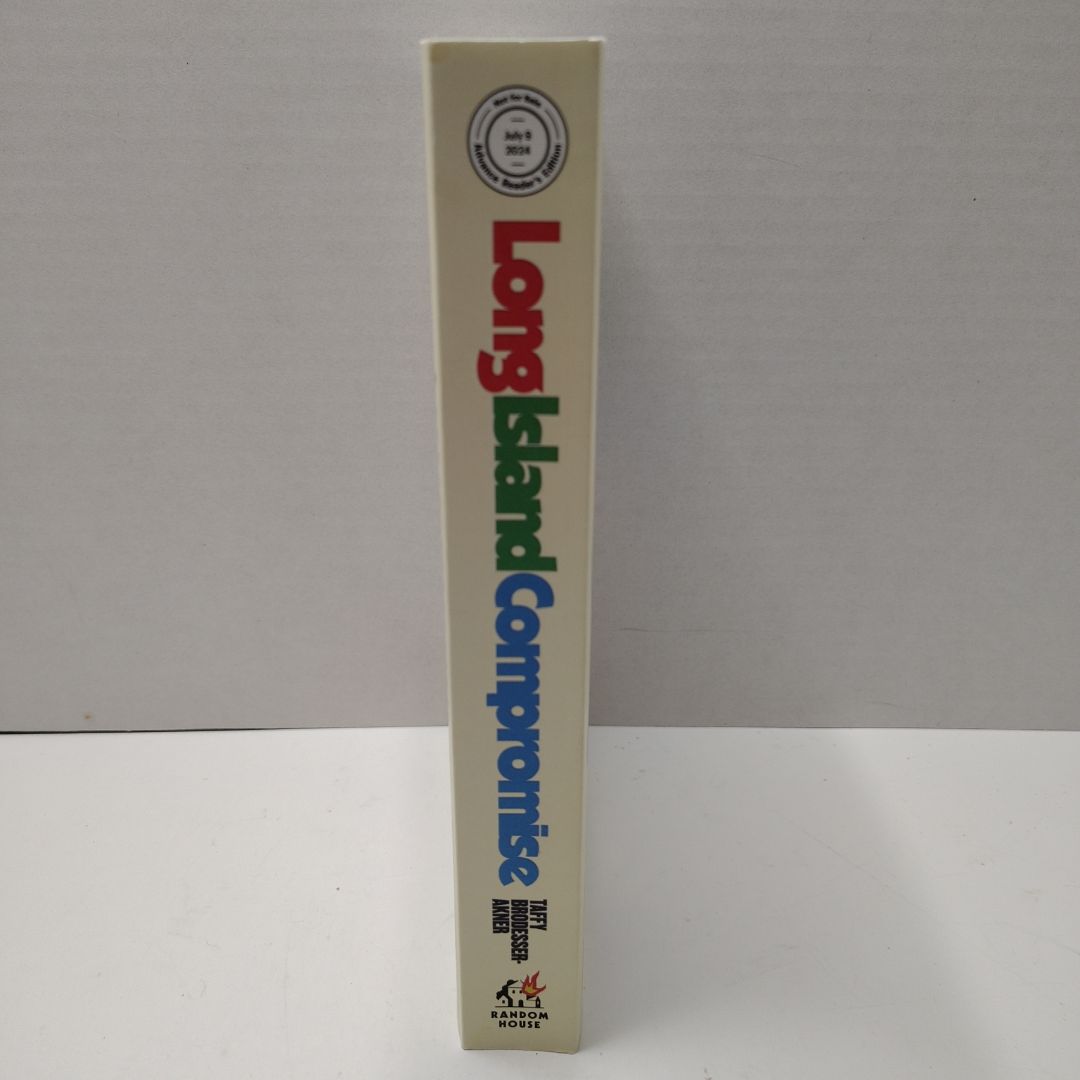 Not for Sale
July 9
2024
Advance Reader's Edition
Long Island Compromise
TAFFY
BRODESSER-
AKNER
RANDOM
HOUSE